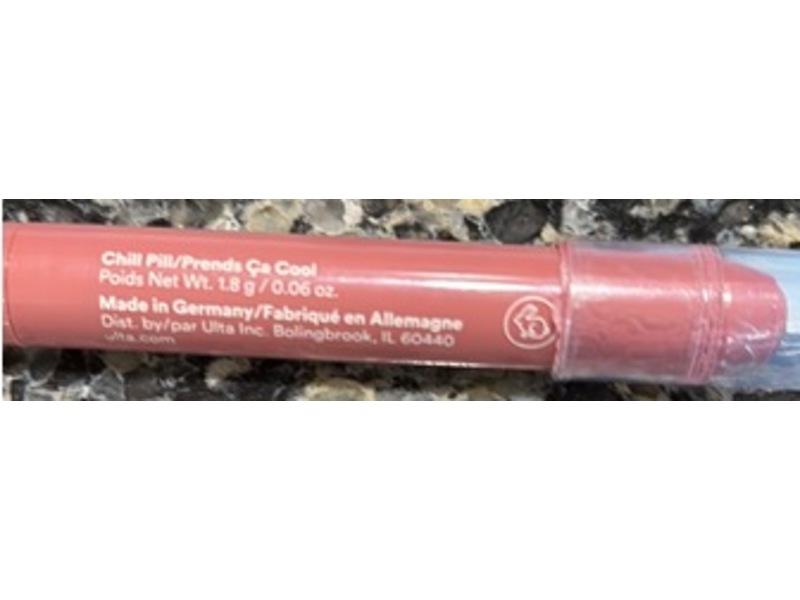 Chill Pill/Prends Ça Cool
Poids Net Wt. 1.8 g / 0.06 oz.
Made in Germany/Fabriqué en Allemagne
Dist. by/par Ulta Inc. Bolingbrook, IL 60440
ulta.com